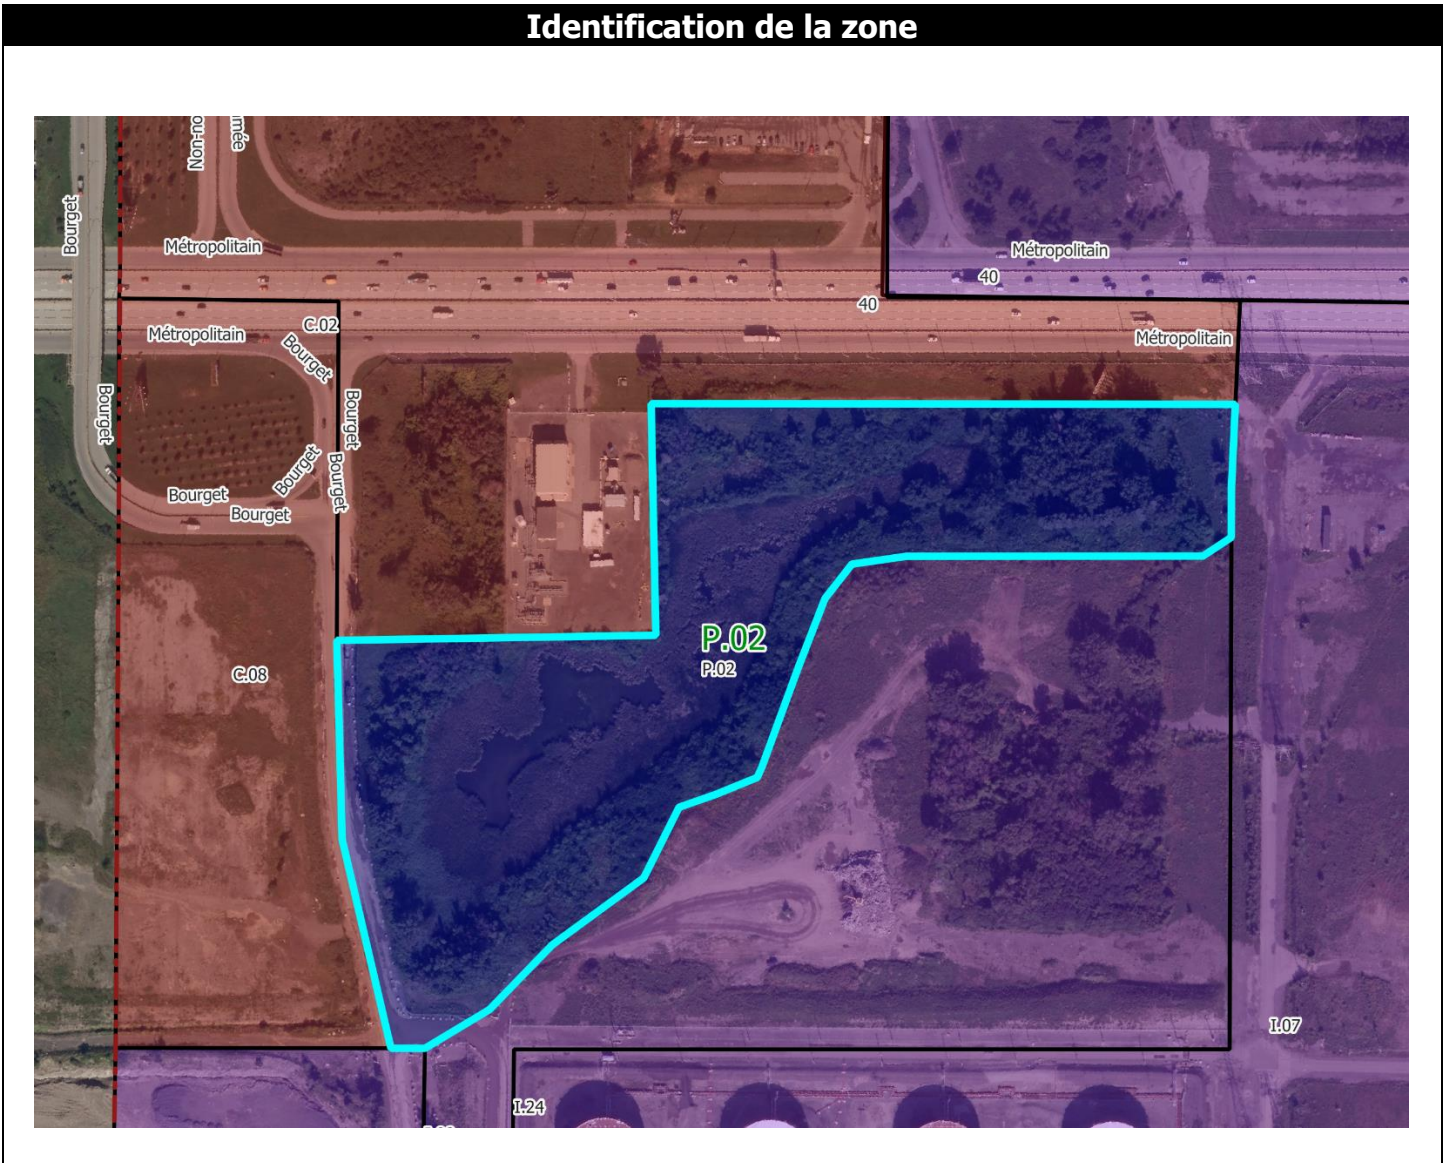 Identification de la zone
Non-no
mée
Bourget
Métropolitain
Métropolitain
40
40
C.02
Métropolitain
Métropolitain
Bourget
Bourget
Bourget
Bourget
Bourget
Bourget
Bourget
P.02
P.02
C.08
I.07
I.24